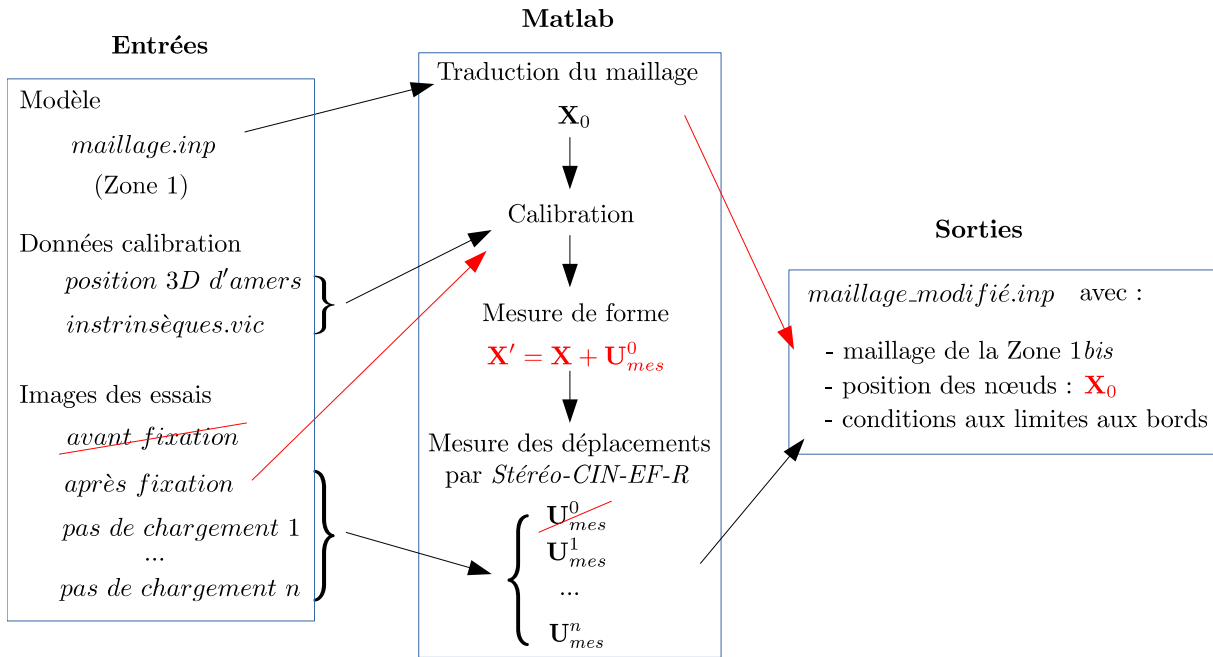 Entrées
Modèle
maillage.inp
(Zone 1)
Données calibration
position 3D d'amers
instrinsèques.vic
Images des essais
avant fixation
après fixation
pas de chargement 1
...
pas de chargement n
Matlab
Traduction du maillage
X₀
Calibration
Mesure de forme
X′ = X + U⁰ₘₑₛ
Mesure des déplacements
par Stéréo-CIN-EF-R
U⁰ₘₑₛ
U¹ₘₑₛ
...
Uⁿₘₑₛ
Sorties
maillage_modifié.inp avec :
- maillage de la Zone 1bis
- position des nœuds : X₀
- conditions aux limites aux bords